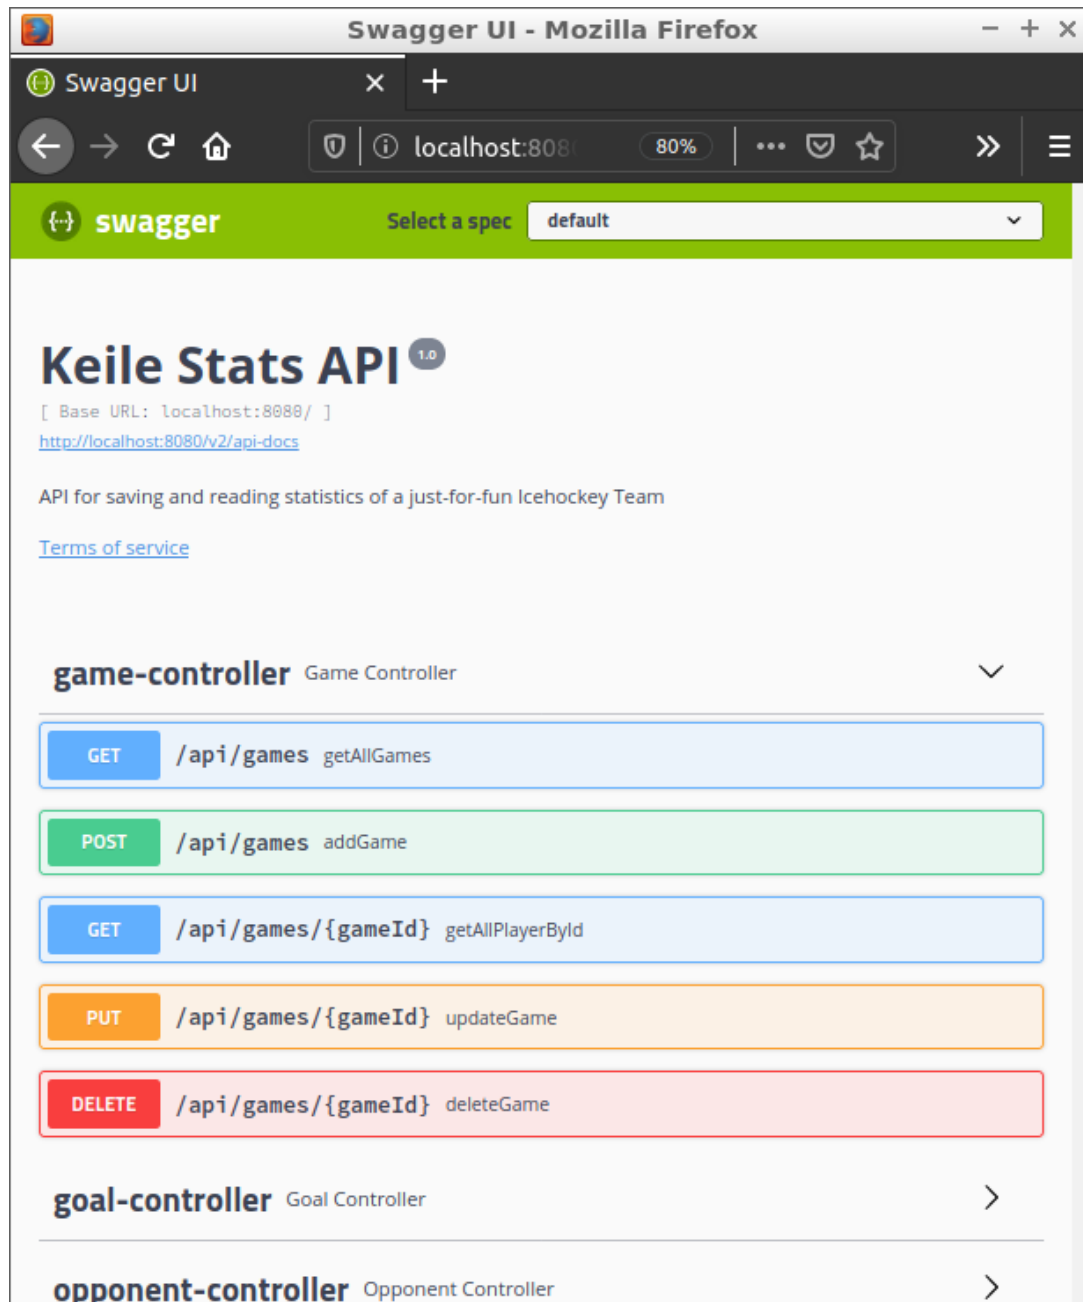 Swagger UI - Mozilla Firefox
Swagger UI
localhost:808 80%
swagger Select a spec default
Keile Stats API 1.0
[ Base URL: localhost:8080/ ]
http://localhost:8080/v2/api-docs
API for saving and reading statistics of a just-for-fun Icehockey Team
Terms of service
game-controller Game Controller
GET /api/games getAllGames
POST /api/games addGame
GET /api/games/{gameId} getAllPlayerById
PUT /api/games/{gameId} updateGame
DELETE /api/games/{gameId} deleteGame
goal-controller Goal Controller
opponent-controller Opponent Controller